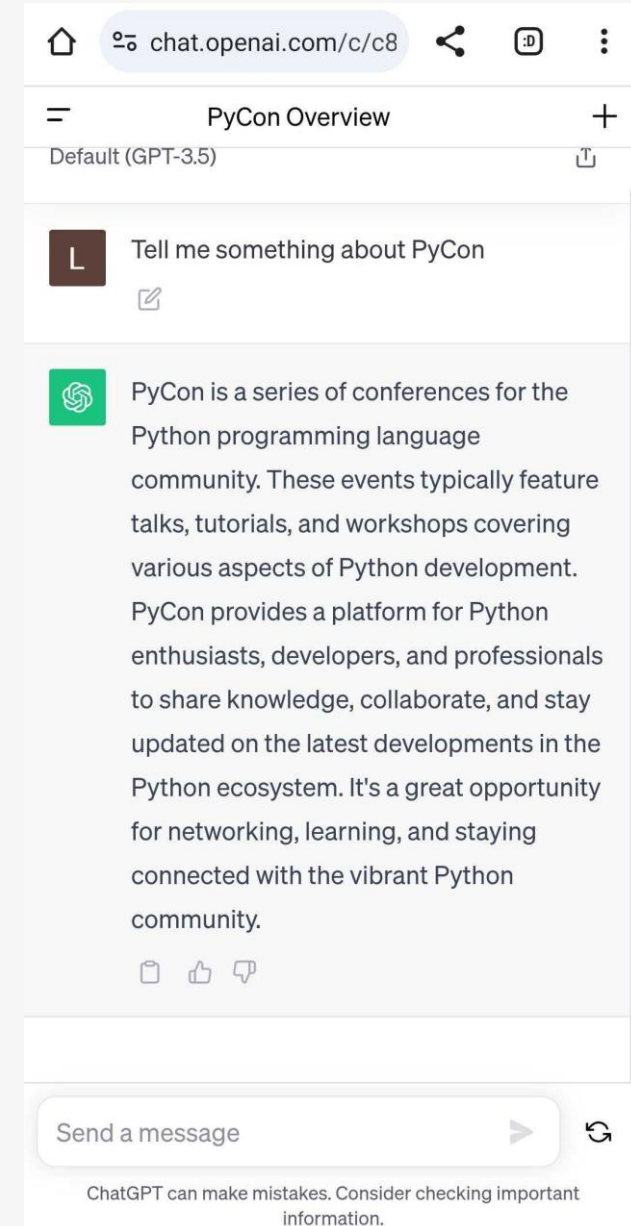 chat.openai.com/c/c8
:D
PyCon Overview
Default (GPT-3.5)
L
Tell me something about PyCon
PyCon is a series of conferences for the
Python programming language
community. These events typically feature
talks, tutorials, and workshops covering
various aspects of Python development.
PyCon provides a platform for Python
enthusiasts, developers, and professionals
to share knowledge, collaborate, and stay
updated on the latest developments in the
Python ecosystem. It's a great opportunity
for networking, learning, and staying
connected with the vibrant Python
community.
Send a message
ChatGPT can make mistakes. Consider checking important
information.